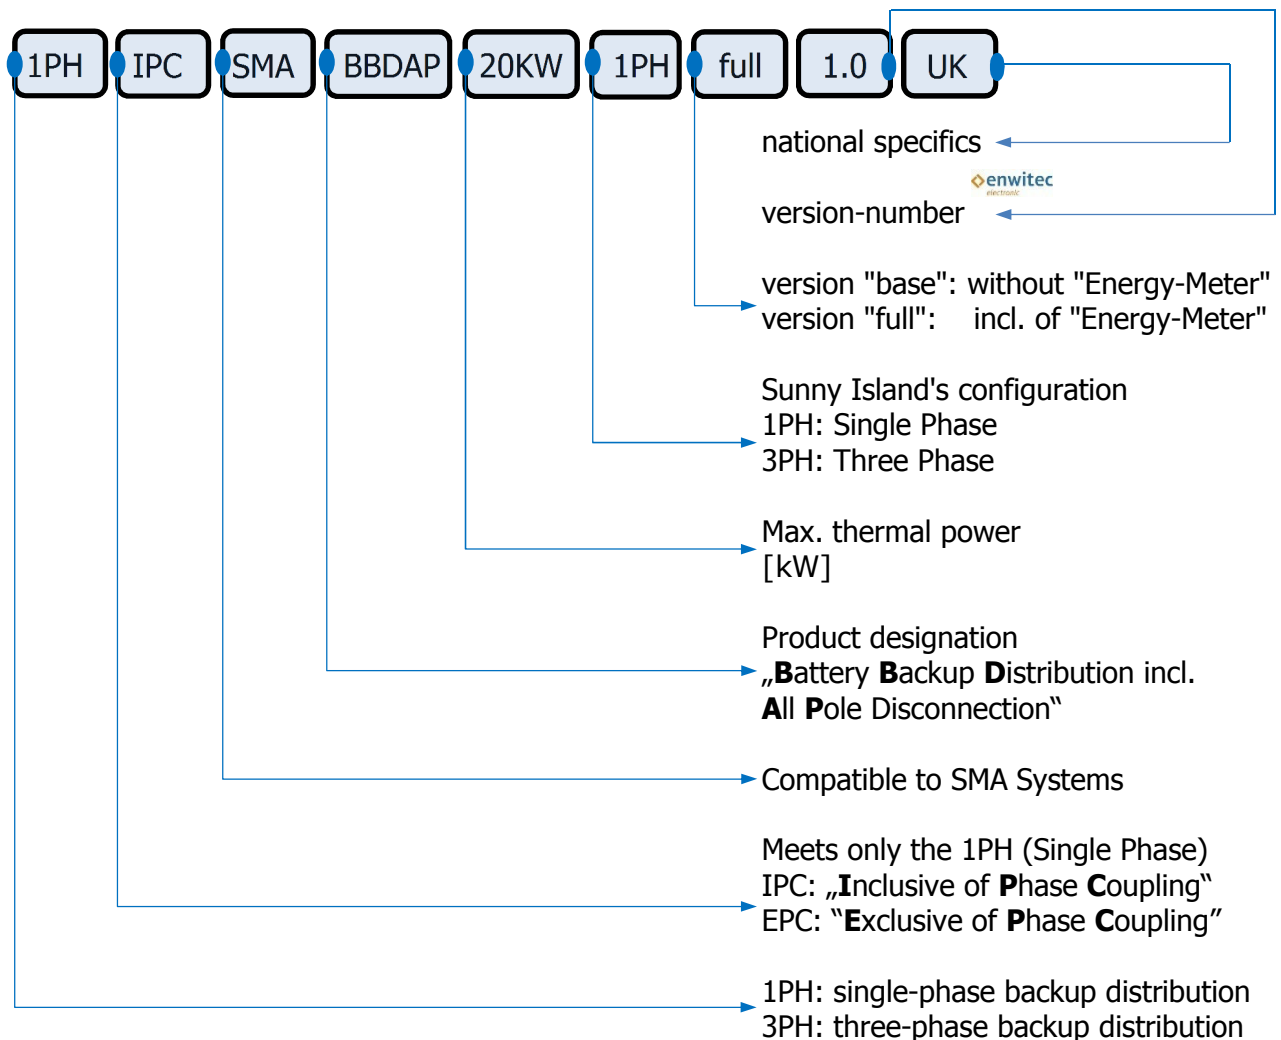 1PH IPC SMA BBDAP 20KW 1PH full 1.0 UK
national specifics
enwitec
electronic
version-number
version "base": without "Energy-Meter"
version "full": incl. of "Energy-Meter"
Sunny Island's configuration
1PH: Single Phase
3PH: Three Phase
Max. thermal power
[kW]
Product designation
„Battery Backup Distribution incl.
All Pole Disconnection“
Compatible to SMA Systems
Meets only the 1PH (Single Phase)
IPC: „Inclusive of Phase Coupling“
EPC: “Exclusive of Phase Coupling”
1PH: single-phase backup distribution
3PH: three-phase backup distribution